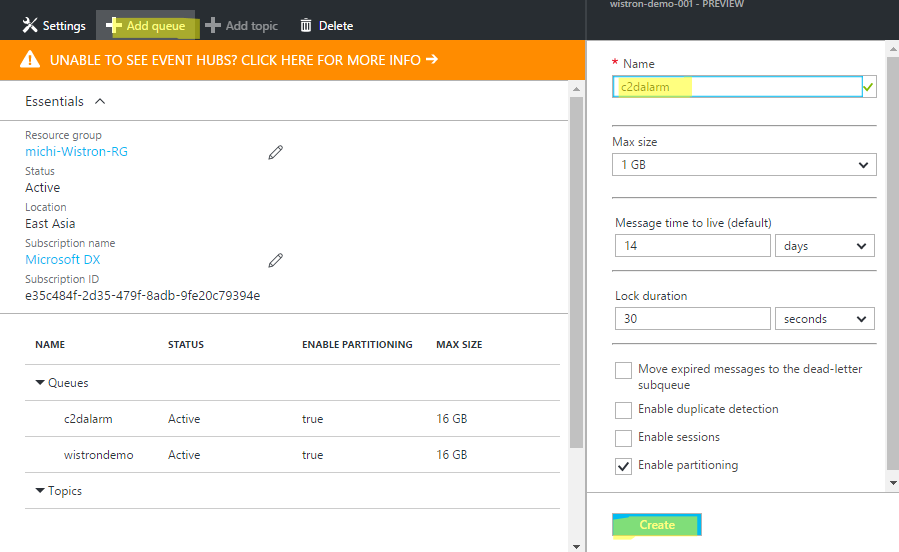 Settings
Add queue
Add topic
Delete
UNABLE TO SEE EVENT HUBS? CLICK HERE FOR MORE INFO →
Essentials
Resource group
michi-Wistron-RG
Status
Active
Location
East Asia
Subscription name
Microsoft DX
Subscription ID
e35c484f-2d35-479f-8adb-9fe20c79394e
NAME STATUS ENABLE PARTITIONING MAX SIZE
Queues
c2dalarm Active true 16 GB
wistrondemo Active true 16 GB
Topics
wistron-demo-001 - PREVIEW
* Name
c2dalarm
Max size
1 GB
Message time to live (default)
14 days
Lock duration
30 seconds
Move expired messages to the dead-letter
subqueue
Enable duplicate detection
Enable sessions
Enable partitioning
Create